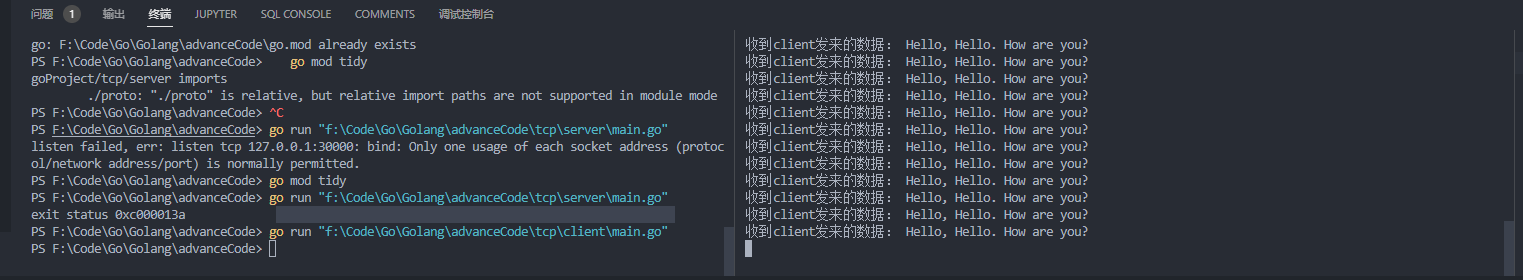 问题 1 输出 终端 JUPYTER SQL CONSOLE COMMENTS 调试控制台
go: F:\Code\Go\Golang\advanceCode\go.mod already exists
PS F:\Code\Go\Golang\advanceCode>    go mod tidy
goProject/tcp/server imports
        ./proto: "./proto" is relative, but relative import paths are not supported in module mode
PS F:\Code\Go\Golang\advanceCode> ^C
PS F:\Code\Go\Golang\advanceCode> go run "f:\Code\Go\Golang\advanceCode\tcp\server\main.go"
listen failed, err: listen tcp 127.0.0.1:30000: bind: Only one usage of each socket address (protoc
ol/network address/port) is normally permitted.
PS F:\Code\Go\Golang\advanceCode> go mod tidy
PS F:\Code\Go\Golang\advanceCode> go run "f:\Code\Go\Golang\advanceCode\tcp\server\main.go"
exit status 0xc000013a
PS F:\Code\Go\Golang\advanceCode> go run "f:\Code\Go\Golang\advanceCode\tcp\client\main.go"
PS F:\Code\Go\Golang\advanceCode>
收到client发来的数据: Hello, Hello. How are you?
收到client发来的数据: Hello, Hello. How are you?
收到client发来的数据: Hello, Hello. How are you?
收到client发来的数据: Hello, Hello. How are you?
收到client发来的数据: Hello, Hello. How are you?
收到client发来的数据: Hello, Hello. How are you?
收到client发来的数据: Hello, Hello. How are you?
收到client发来的数据: Hello, Hello. How are you?
收到client发来的数据: Hello, Hello. How are you?
收到client发来的数据: Hello, Hello. How are you?
收到client发来的数据: Hello, Hello. How are you?
收到client发来的数据: Hello, Hello. How are you?